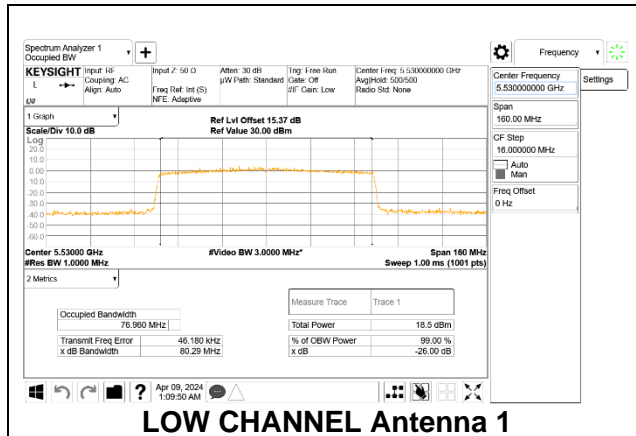 Spectrum Analyzer 1
Occupied BW
Frequency
KEYSIGHT
L
Input: RF
Coupling: AC
Align: Auto
Input Z: 50 Ω
Freq Ref: Int (S)
NFE: Adaptive
Atten: 30 dB
µW Path: Standard
Trig: Free Run
Gate: Off
#IF Gain: Low
Center Freq: 5.530000000 GHz
Avg|Hold: 500/500
Radio Std: None
Center Frequency
5.530000000 GHz
Settings
Span
160.00 MHz
CF Step
16.000000 MHz
Auto
Man
Freq Offset
0 Hz
1 Graph
Scale/Div 10.0 dB
Ref Lvl Offset 15.37 dB
Ref Value 30.00 dBm
Log
20.0
10.0
0.00
-10.0
-20.0
-30.0
-40.0
-50.0
-60.0
Center 5.53000 GHz
#Video BW 3.0000 MHz*
Span 160 MHz
#Res BW 1.0000 MHz
Sweep 1.00 ms (1001 pts)
2 Metrics
Measure Trace
Trace 1
Occupied Bandwidth
76.960 MHz
Total Power
18.5 dBm
Transmit Freq Error
46.180 kHz
% of OBW Power
99.00 %
x dB Bandwidth
80.29 MHz
x dB
-26.00 dB
Apr 09, 2024
1:09:50 AM
LOW CHANNEL Antenna 1